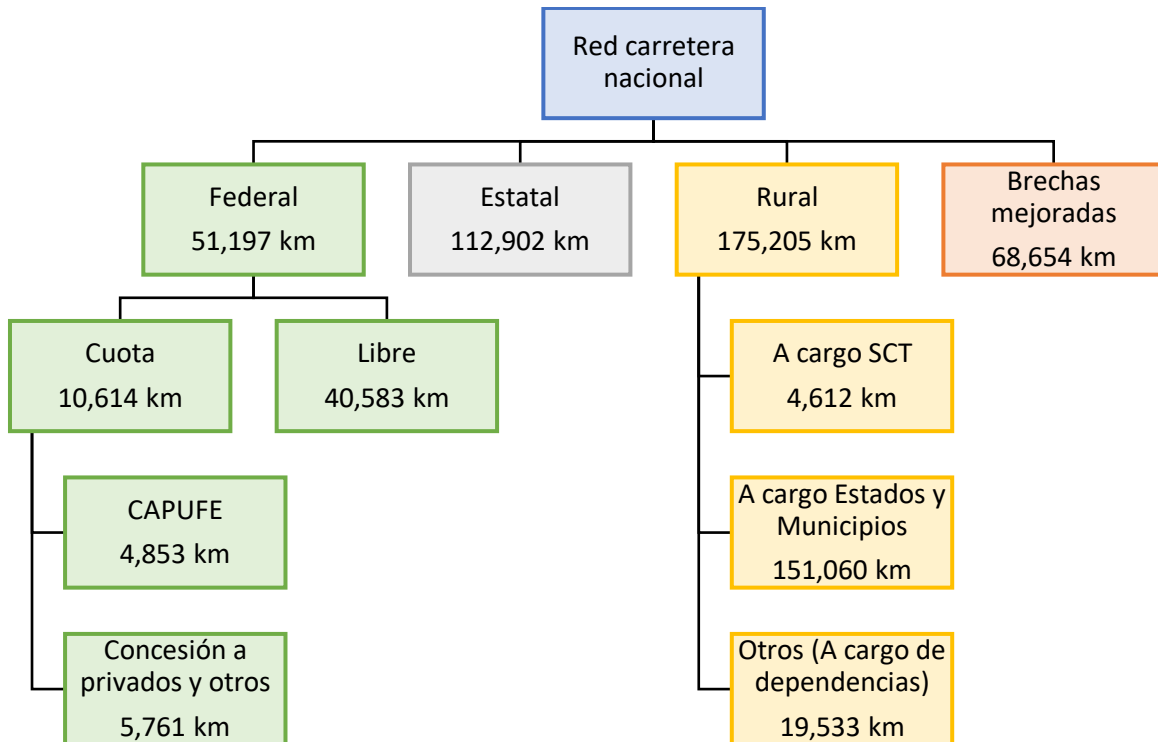 Red carretera
nacional
Federal
51,197 km
Estatal
112,902 km
Rural
175,205 km
Brechas
mejoradas
68,654 km
Cuota
10,614 km
Libre
40,583 km
A cargo SCT
4,612 km
CAPUFE
4,853 km
A cargo Estados y
Municipios
151,060 km
Concesión a
privados y otros
5,761 km
Otros (A cargo de
dependencias)
19,533 km